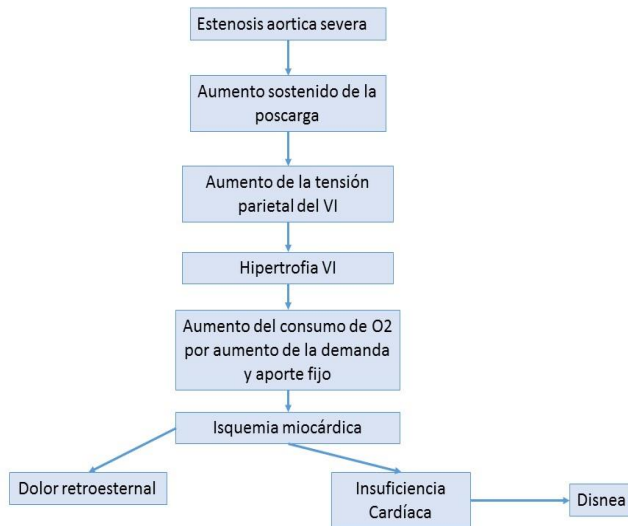 Estenosis aortica severa
Aumento sostenido de la
poscarga
Aumento de la tensión
parietal del VI
Hipertrofia VI
Aumento del consumo de O2
por aumento de la demanda
y aporte fijo
Isquemia miocárdica
Dolor retroesternal
Insuficiencia
Cardíaca
Disnea